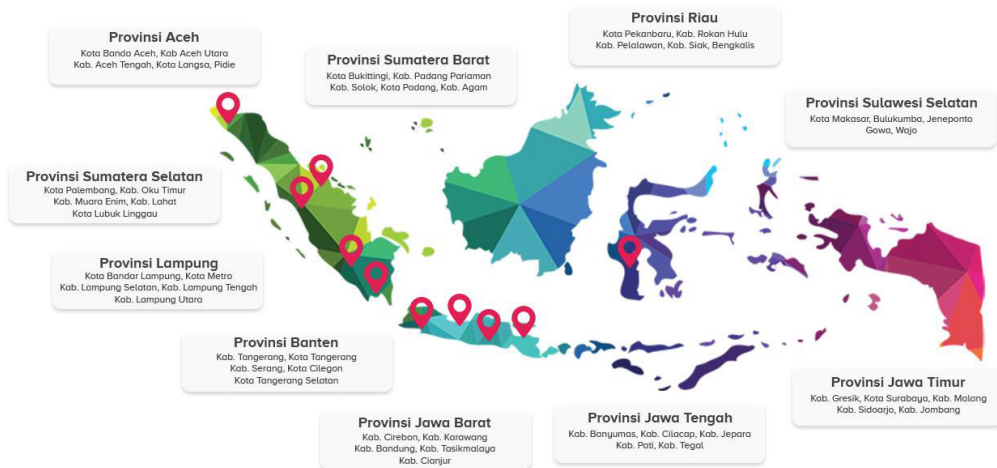 Provinsi Aceh
Kota Banda Aceh, Kab Aceh Utara
Kab. Aceh Tengah, Kota Langsa, Pidie
Provinsi Sumatera Barat
Kota Bukittingi, Kab. Padang Pariaman
Kab. Solok, Kota Padang, Kab. Agam
Provinsi Riau
Kota Pekanbaru, Kab. Rokan Hulu
Kab. Pelalawan, Kab. Siak, Bengkalis
Provinsi Sulawesi Selatan
Kota Makasar, Bulukumba, Jeneponto
Gowa, Wajo
Provinsi Sumatera Selatan
Kota Palembang, Kab. Oku Timur
Kab. Muara Enim, Kab. Lahat
Kota Lubuk Linggau
Provinsi Lampung
Kota Bandar Lampung, Kota Metro
Kab. Lampung Selatan, Kab. Lampung Tengah
Kab. Lampung Utara
Provinsi Banten
Kab. Tangerang, Kota Tangerang
Kab. Serang, Kota Cilegon
Kota Tangerang Selatan
Provinsi Jawa Barat
Kab. Cirebon, Kab. Karawang
Kab. Bandung, Kab. Tasikmalaya
Kab. Cianjur
Provinsi Jawa Tengah
Kab. Banyumas, Kab. Cilacap, Kab. Jepara
Kab. Pati, Kab. Tegal
Provinsi Jawa Timur
Kab. Gresik, Kota Surabaya, Kab. Malang
Kab. Sidoarjo, Kab. Jombang